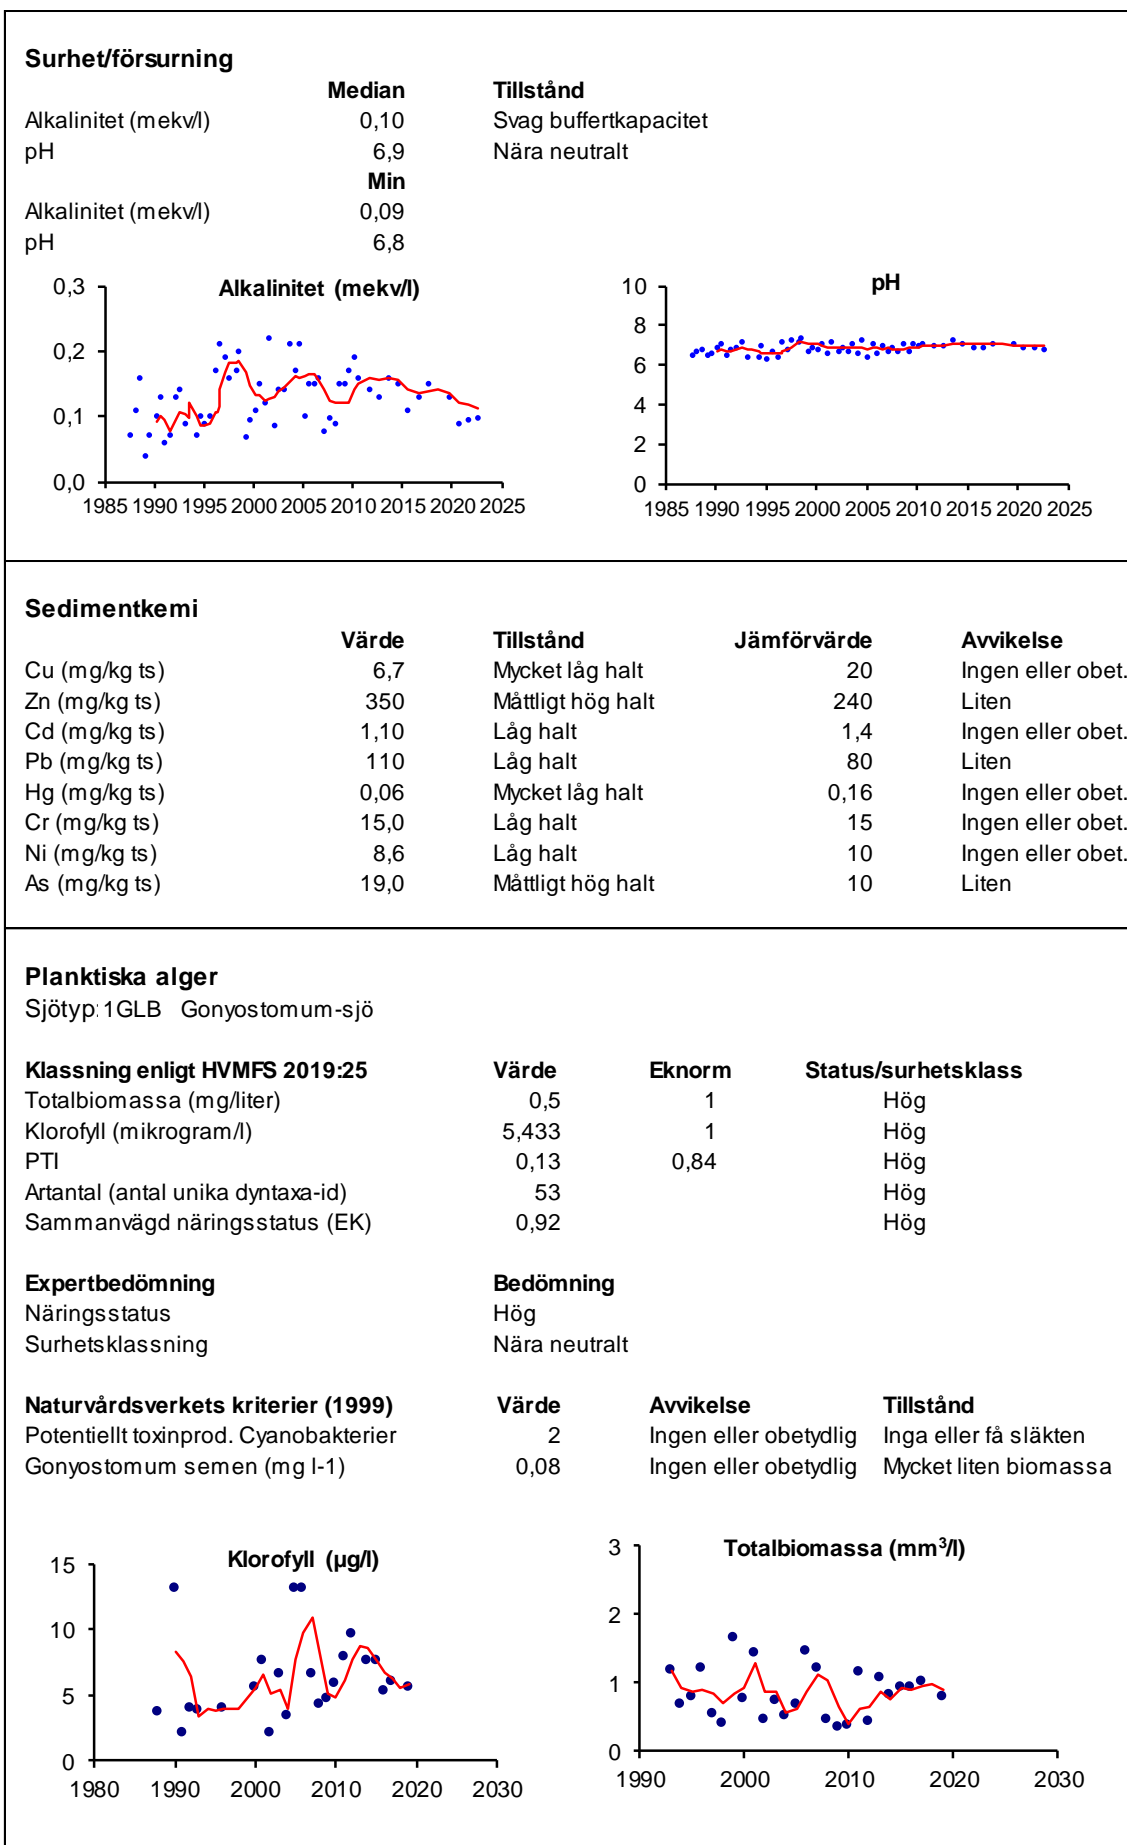 Surhet/försurning
Median Tillstånd
Alkalinitet (mekv/l) 0,10 Svag buffertkapacitet
pH 6,9 Nära neutralt
Min
Alkalinitet (mekv/l) 0,09
pH 6,8
Alkalinitet (mekv/l)
0,3
0,2
0,1
0,0
1985 1990 1995 2000 2005 2010 2015 2020 2025
pH
10
8
6
4
2
0
1985 1990 1995 2000 2005 2010 2015 2020 2025
Sedimentkemi
Värde Tillstånd Jämförvärde Avvikelse
Cu (mg/kg ts) 6,7 Mycket låg halt 20 Ingen eller obet.
Zn (mg/kg ts) 350 Måttligt hög halt 240 Liten
Cd (mg/kg ts) 1,10 Låg halt 1,4 Ingen eller obet.
Pb (mg/kg ts) 110 Låg halt 80 Liten
Hg (mg/kg ts) 0,06 Mycket låg halt 0,16 Ingen eller obet.
Cr (mg/kg ts) 15,0 Låg halt 15 Ingen eller obet.
Ni (mg/kg ts) 8,6 Låg halt 10 Ingen eller obet.
As (mg/kg ts) 19,0 Måttligt hög halt 10 Liten
Planktiska alger
Sjötyp: 1GLB Gonyostomum-sjö
Klassning enligt HVMFS 2019:25 Värde Eknorm Status/surhetsklass
Totalbiomassa (mg/liter) 0,5 1 Hög
Klorofyll (mikrogram/l) 5,433 1 Hög
PTI 0,13 0,84 Hög
Artantal (antal unika dyntaxa-id) 53 Hög
Sammanvägd näringsstatus (EK) 0,92 Hög
Expertbedömning Bedömning
Näringsstatus Hög
Surhetsklassning Nära neutralt
Naturvårdsverkets kriterier (1999) Värde Avvikelse Tillstånd
Potentiellt toxinprod. Cyanobakterier 2 Ingen eller obetydlig Inga eller få släkten
Gonyostomum semen (mg l-1) 0,08 Ingen eller obetydlig Mycket liten biomassa
Klorofyll (µg/l)
15
10
5
0
1980 1990 2000 2010 2020 2030
Totalbiomassa (mm³/l)
3
2
1
0
1990 2000 2010 2020 2030